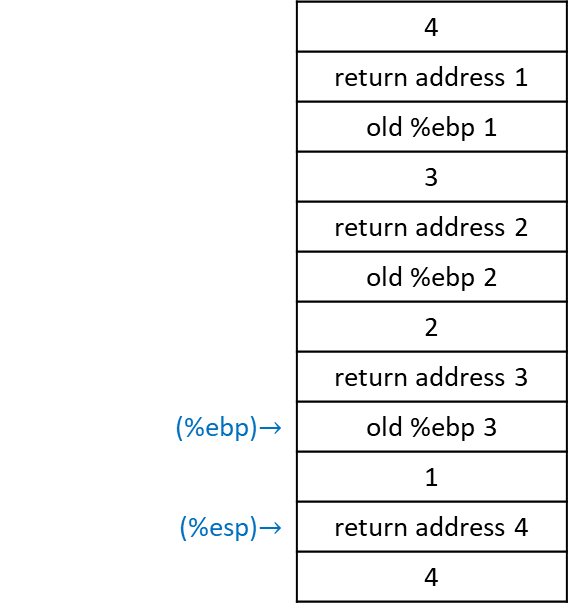 4
return address 1
old %ebp 1
3
return address 2
old %ebp 2
2
return address 3
(%ebp)→ old %ebp 3
1
(%esp)→ return address 4
4